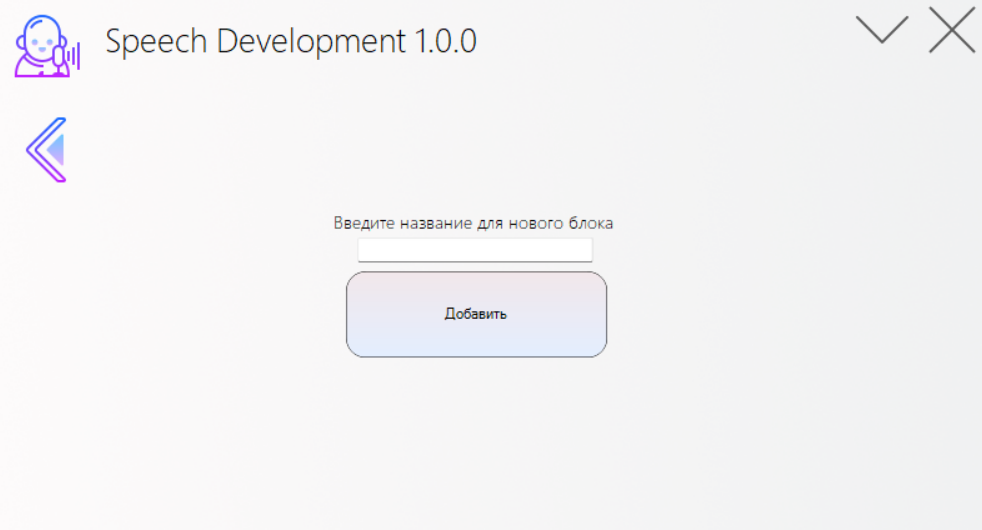 Speech Development 1.0.0
Введите название для нового блока
Добавить